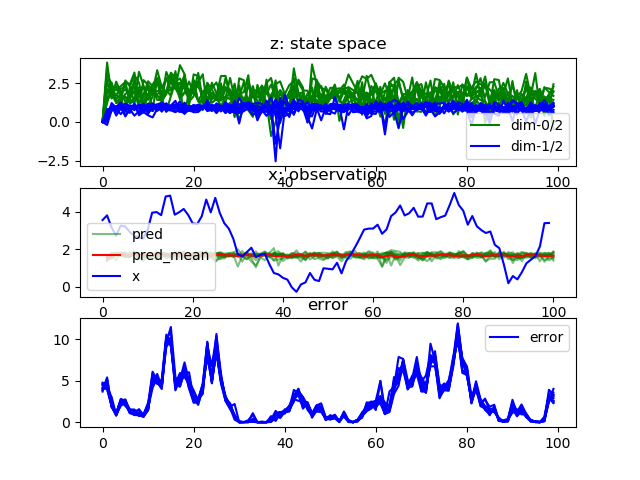 z: state space
2.5
0.0
−2.5
dim-0/2
dim-1/2
0 20 40 60 80 100
x: observation
4
2
0
pred
pred_mean
x
0 20 40 60 80 100
error
10
5
0
error
0 20 40 60 80 100